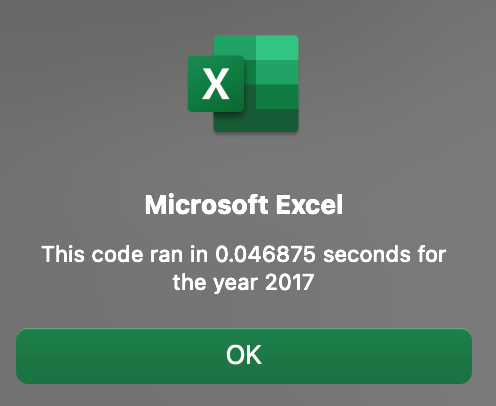 X
Microsoft Excel
This code ran in 0.046875 seconds for
the year 2017
OK